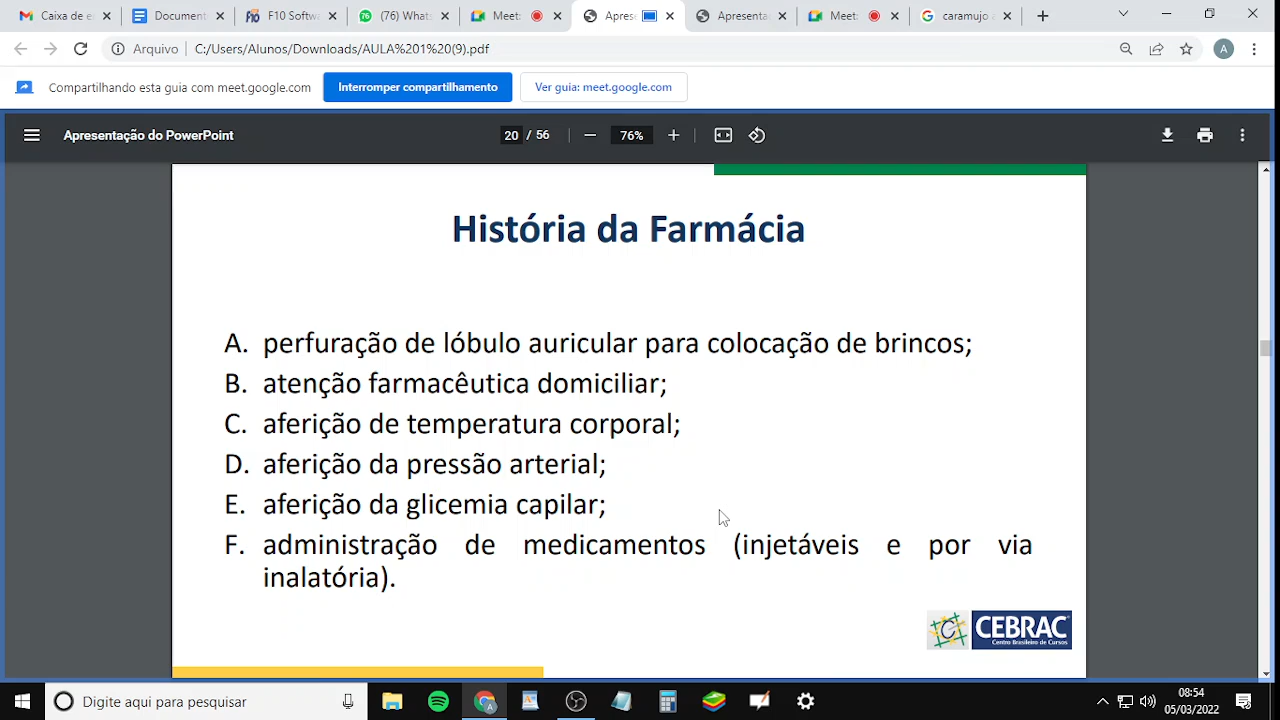 Caixa de e
Document
F10 Softwa
(76) Whats
Meet:
Apres
Apresenta
Meet:
caramujo
Arquivo C:/Users/Alunos/Downloads/AULA%201%20(9).pdf
A
Compartilhando esta guia com meet.google.com Interromper compartilhamento Ver guia: meet.google.com
Apresentação do PowerPoint 20 / 56 76%
História da Farmácia
A. perfuração de lóbulo auricular para colocação de brincos;
B. atenção farmacêutica domiciliar;
C. aferição de temperatura corporal;
D. aferição da pressão arterial;
E. aferição da glicemia capilar;
F. administração de medicamentos (injetáveis e por via
inalatória).
CEBRAC
Centro Brasileiro de Cursos
Digite aqui para pesquisar
08:54
05/03/2022